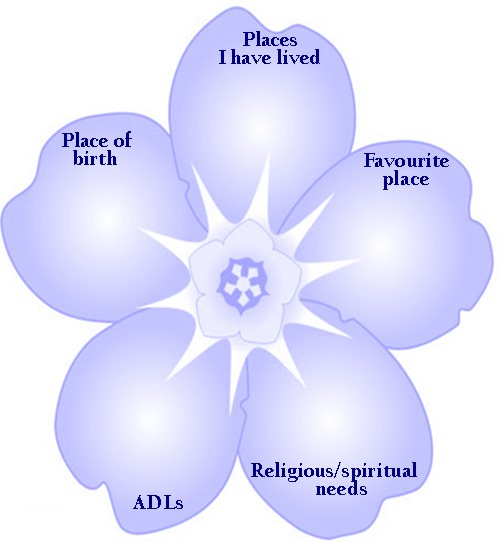 Places
I have lived
Place of
birth
Favourite
place
Religious/spiritual
needs
ADLs